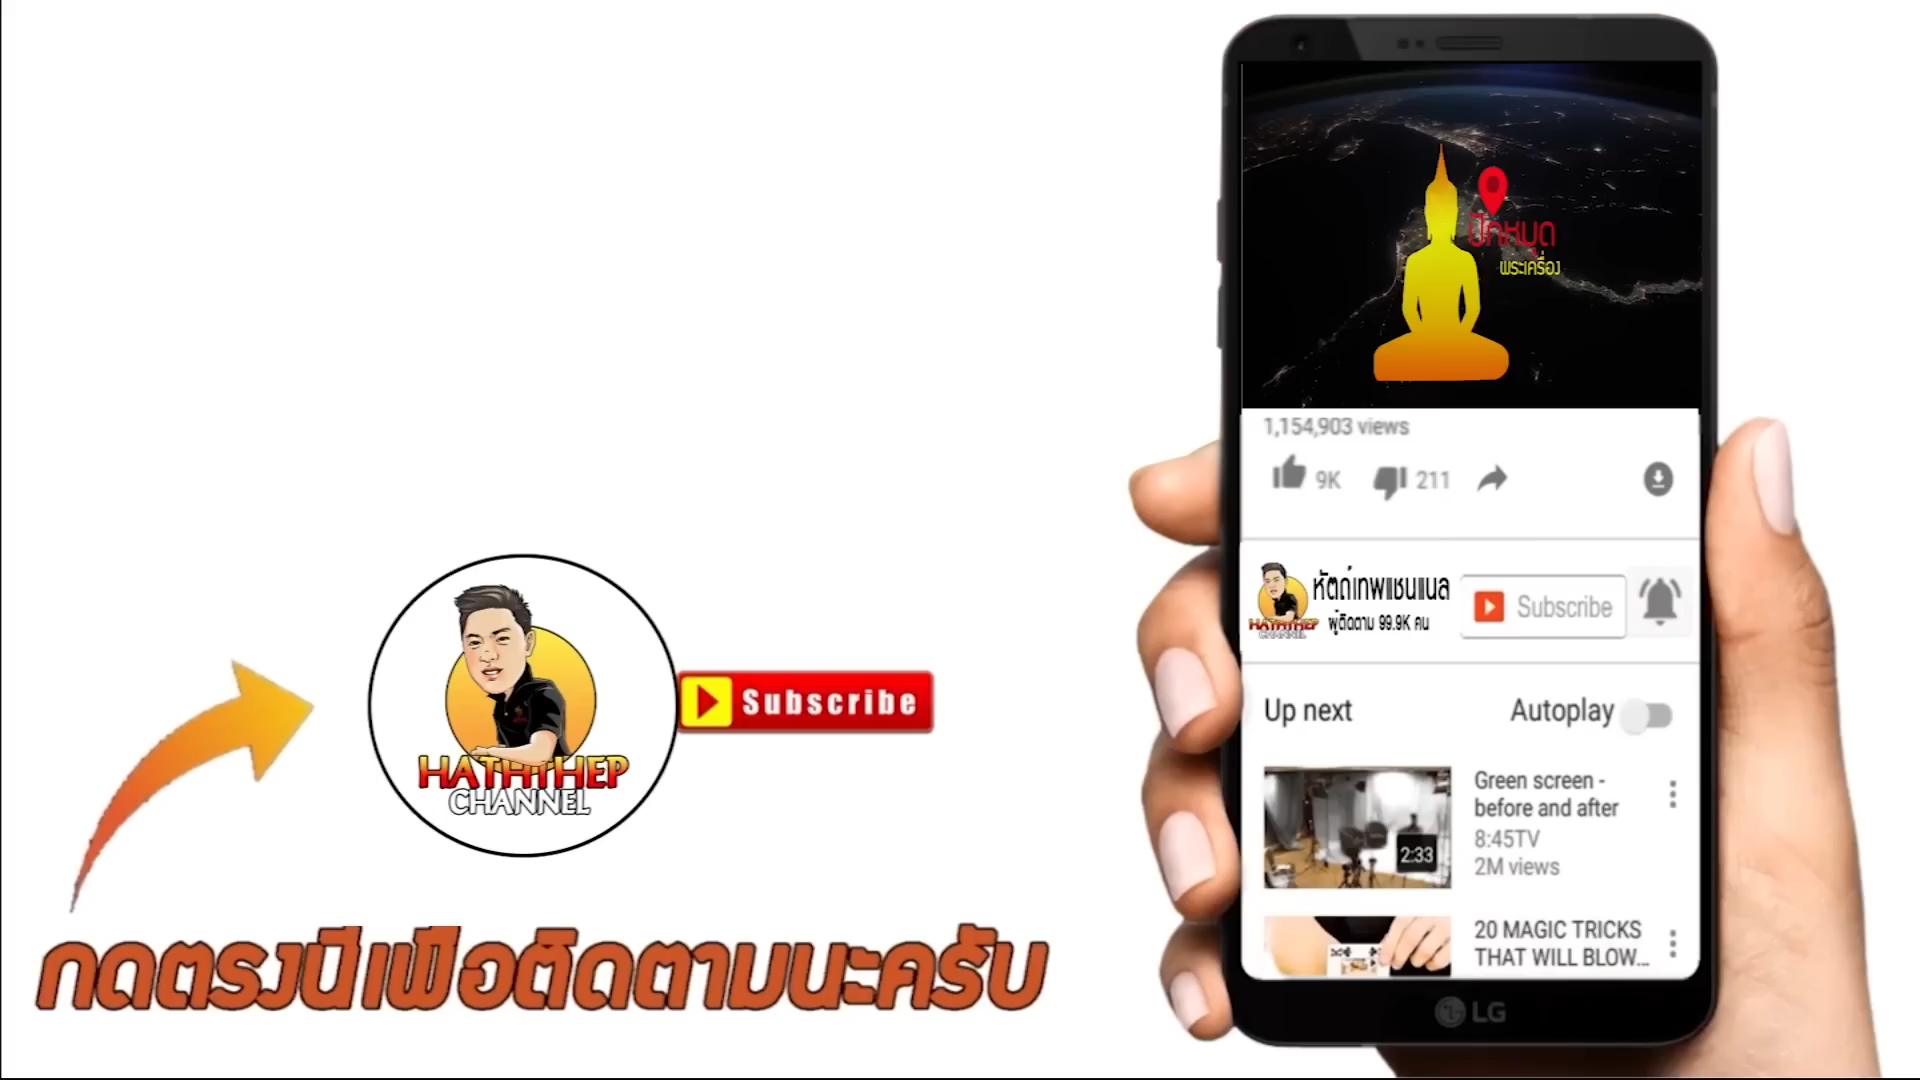 ปักหมุด
พระเครื่อง
1,154,903 views
9K
211
หัตถ์เทพแชนแนล
ผู้ติดตาม 99.9K คน
HATHTHEP
CHANNEL
Subscribe
Up next
Autoplay
Green screen -
before and after
8:45TV
2M views
2:33
20 MAGIC TRICKS
THAT WILL BLOW...
LG
HATHTHEP
CHANNEL
Subscribe
กดตรงนี้เพื่อติดตามนะครับ